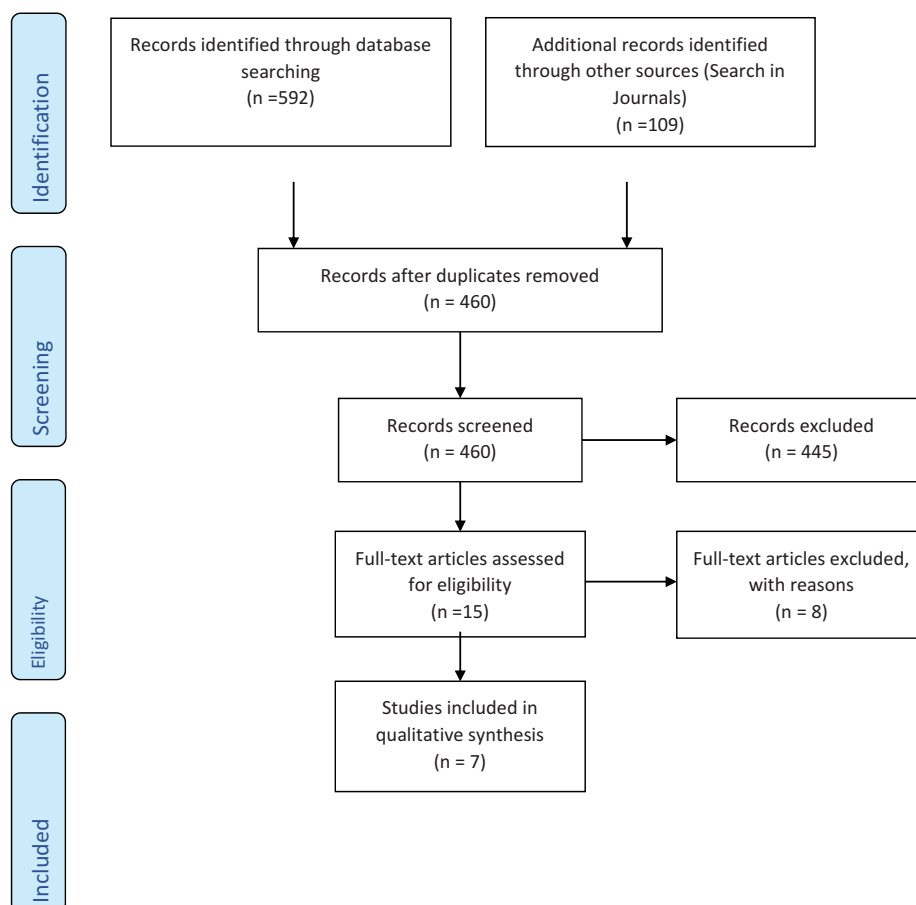 Identification
Records identified through database
searching
(n =592)
Additional records identified
through other sources (Search in
Journals)
(n =109)
Screening
Records after duplicates removed
(n = 460)
Records screened
(n = 460)
Records excluded
(n = 445)
Eligibility
Full-text articles assessed
for eligibility
(n =15)
Full-text articles excluded,
with reasons
(n = 8)
Included
Studies included in
qualitative synthesis
(n = 7)